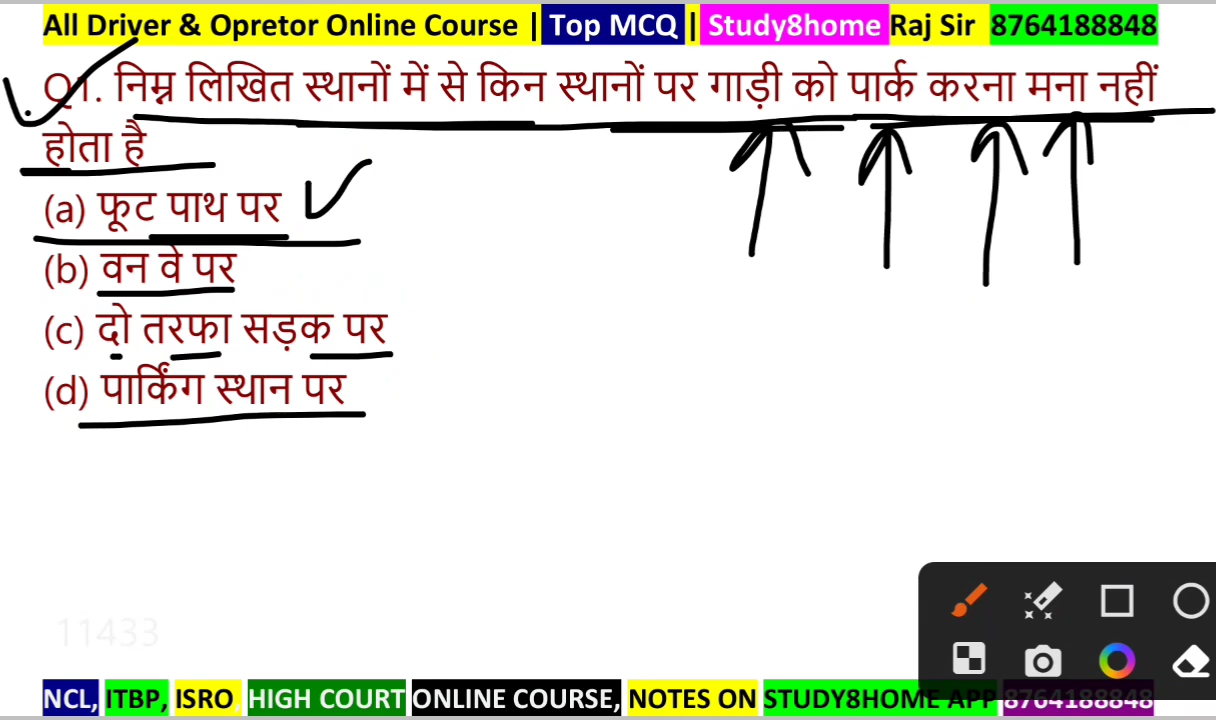 All Driver & Opretor Online Course | Top MCQ | Study8home Raj Sir 8764188848
Q1. निम्न लिखित स्थानों में से किन स्थानों पर गाड़ी को पार्क करना मना नहीं
होता है
(a) फूट पाथ पर
(b) वन वे पर
(c) दो तरफा सड़क पर
(d) पार्किंग स्थान पर
11433
NCL, ITBP, ISRO, HIGH COURT ONLINE COURSE, NOTES ON STUDY8HOME APP 8764188848